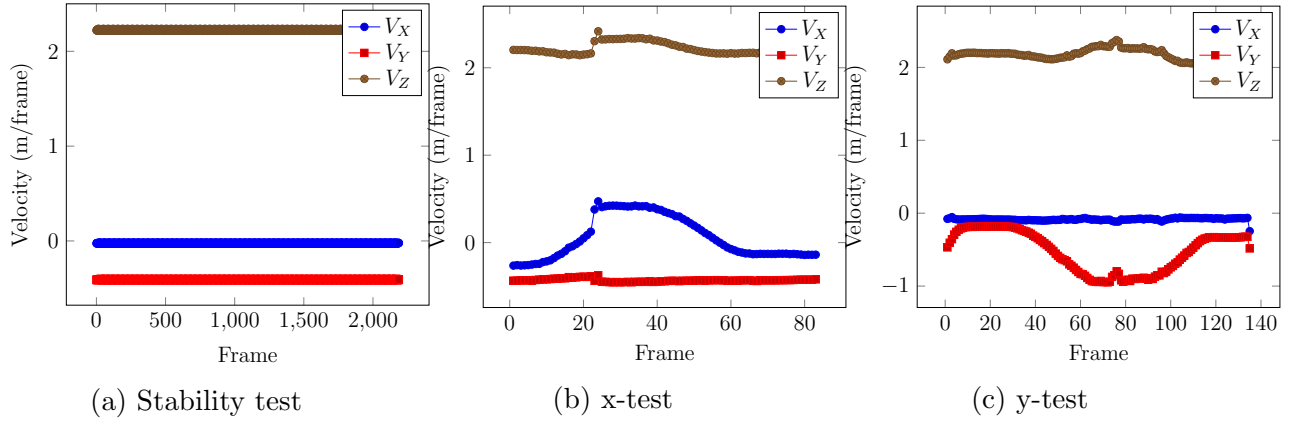 Velocity (m/frame)
2
1
0
0
500
1,000
1,500
2,000
Frame
V_X
V_Y
V_Z
(a) Stability test
Velocity (m/frame)
2
1
0
0
20
40
60
80
Frame
V_X
V_Y
V_Z
(b) x-test
Velocity (m/frame)
2
1
0
−1
0
20
40
60
80
100
120
140
Frame
V_X
V_Y
V_Z
(c) y-test